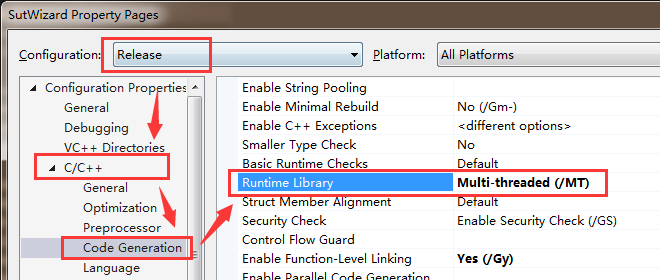 SutWizard Property Pages
Configuration: Release Platform: All Platforms
Configuration Properties
General
Debugging
VC++ Directories
C/C++
General
Optimization
Preprocessor
Code Generation
Language
Enable String Pooling
Enable Minimal Rebuild No (/Gm-)
Enable C++ Exceptions <different options>
Smaller Type Check No
Basic Runtime Checks Default
Runtime Library Multi-threaded (/MT)
Struct Member Alignment Default
Security Check Enable Security Check (/GS)
Control Flow Guard
Enable Function-Level Linking Yes (/Gy)
Enable Parallel Code Generation